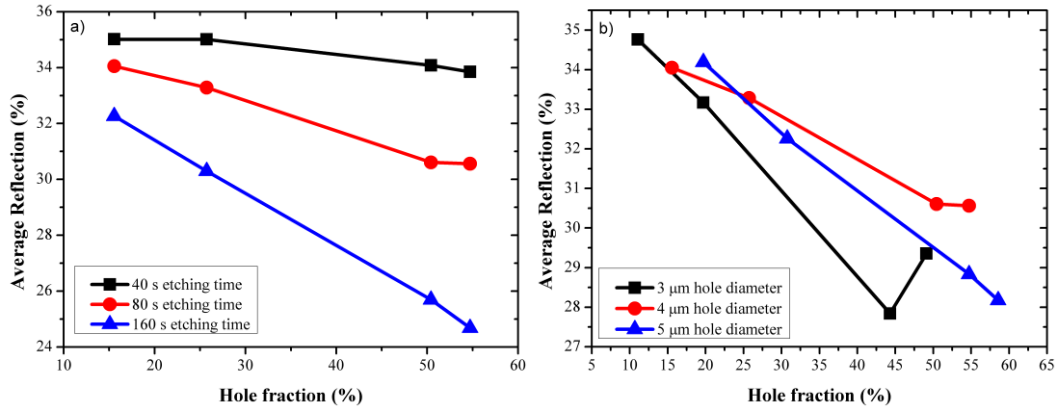 a)
Average Reflection (%)
36
34
32
30
28
26
24
10
20
30
40
50
60
Hole fraction (%)
40 s etching time
80 s etching time
160 s etching time
b)
Average Reflection (%)
35
34
33
32
31
30
29
28
27
5
10
15
20
25
30
35
40
45
50
55
60
65
Hole fraction (%)
3 μm hole diameter
4 μm hole diameter
5 μm hole diameter